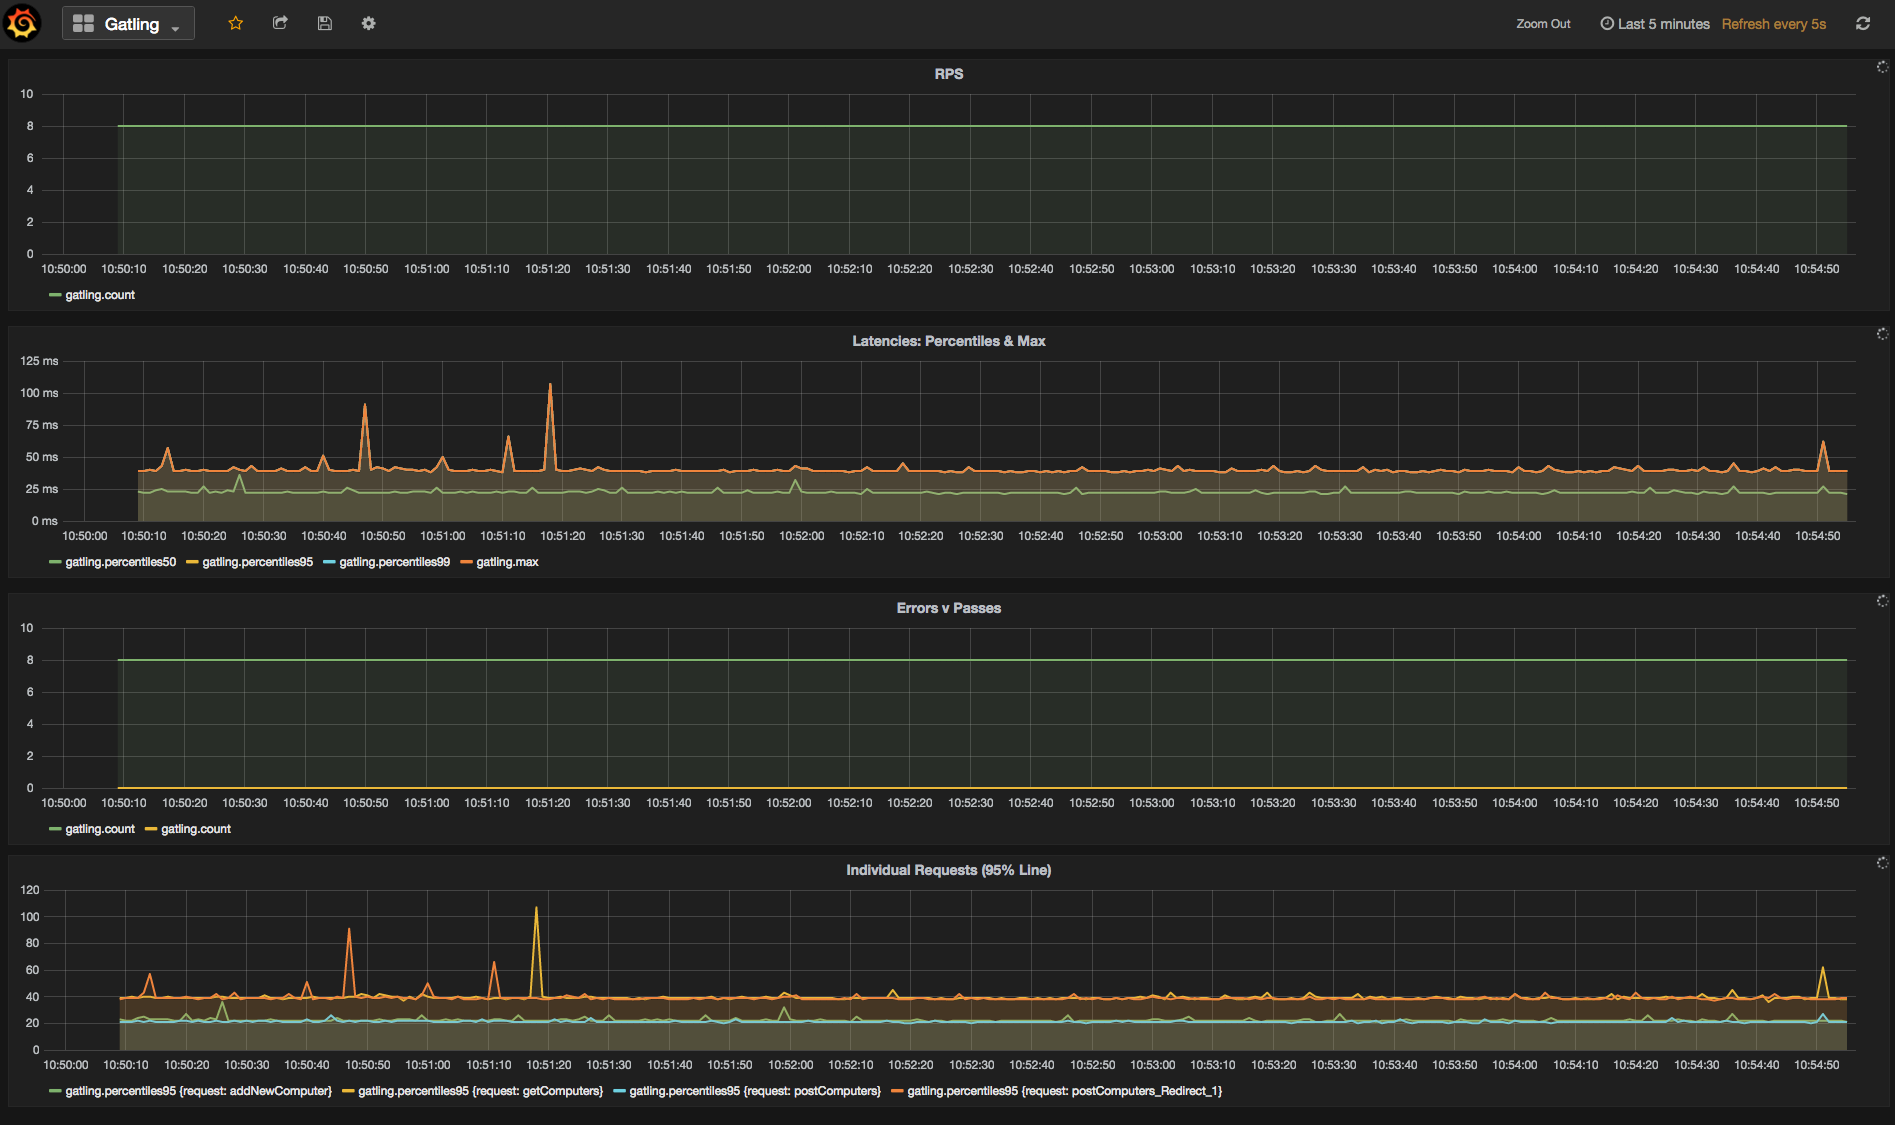 Gatling Zoom Out Last 5 minutes Refresh every 5s
RPS
10
8
6
4
2
0
10:50:00 10:50:10 10:50:20 10:50:30 10:50:40 10:50:50 10:51:00 10:51:10 10:51:20 10:51:30 10:51:40 10:51:50 10:52:00 10:52:10 10:52:20 10:52:30 10:52:40 10:52:50 10:53:00 10:53:10 10:53:20 10:53:30 10:53:40 10:53:50 10:54:00 10:54:10 10:54:20 10:54:30 10:54:40 10:54:50
gatling.count
Latencies: Percentiles & Max
125 ms
100 ms
75 ms
50 ms
25 ms
0 ms
10:50:00 10:50:10 10:50:20 10:50:30 10:50:40 10:50:50 10:51:00 10:51:10 10:51:20 10:51:30 10:51:40 10:51:50 10:52:00 10:52:10 10:52:20 10:52:30 10:52:40 10:52:50 10:53:00 10:53:10 10:53:20 10:53:30 10:53:40 10:53:50 10:54:00 10:54:10 10:54:20 10:54:30 10:54:40 10:54:50
gatling.percentiles50 gatling.percentiles95 gatling.percentiles99 gatling.max
Errors v Passes
10
8
6
4
2
0
10:50:00 10:50:10 10:50:20 10:50:30 10:50:40 10:50:50 10:51:00 10:51:10 10:51:20 10:51:30 10:51:40 10:51:50 10:52:00 10:52:10 10:52:20 10:52:30 10:52:40 10:52:50 10:53:00 10:53:10 10:53:20 10:53:30 10:53:40 10:53:50 10:54:00 10:54:10 10:54:20 10:54:30 10:54:40 10:54:50
gatling.count gatling.count
Individual Requests (95% Line)
120
100
80
60
40
20
0
10:50:00 10:50:10 10:50:20 10:50:30 10:50:40 10:50:50 10:51:00 10:51:10 10:51:20 10:51:30 10:51:40 10:51:50 10:52:00 10:52:10 10:52:20 10:52:30 10:52:40 10:52:50 10:53:00 10:53:10 10:53:20 10:53:30 10:53:40 10:53:50 10:54:00 10:54:10 10:54:20 10:54:30 10:54:40 10:54:50
gatling.percentiles95 {request: addNewComputer} gatling.percentiles95 {request: getComputers} gatling.percentiles95 {request: postComputers} gatling.percentiles95 {request: postComputers_Redirect_1}